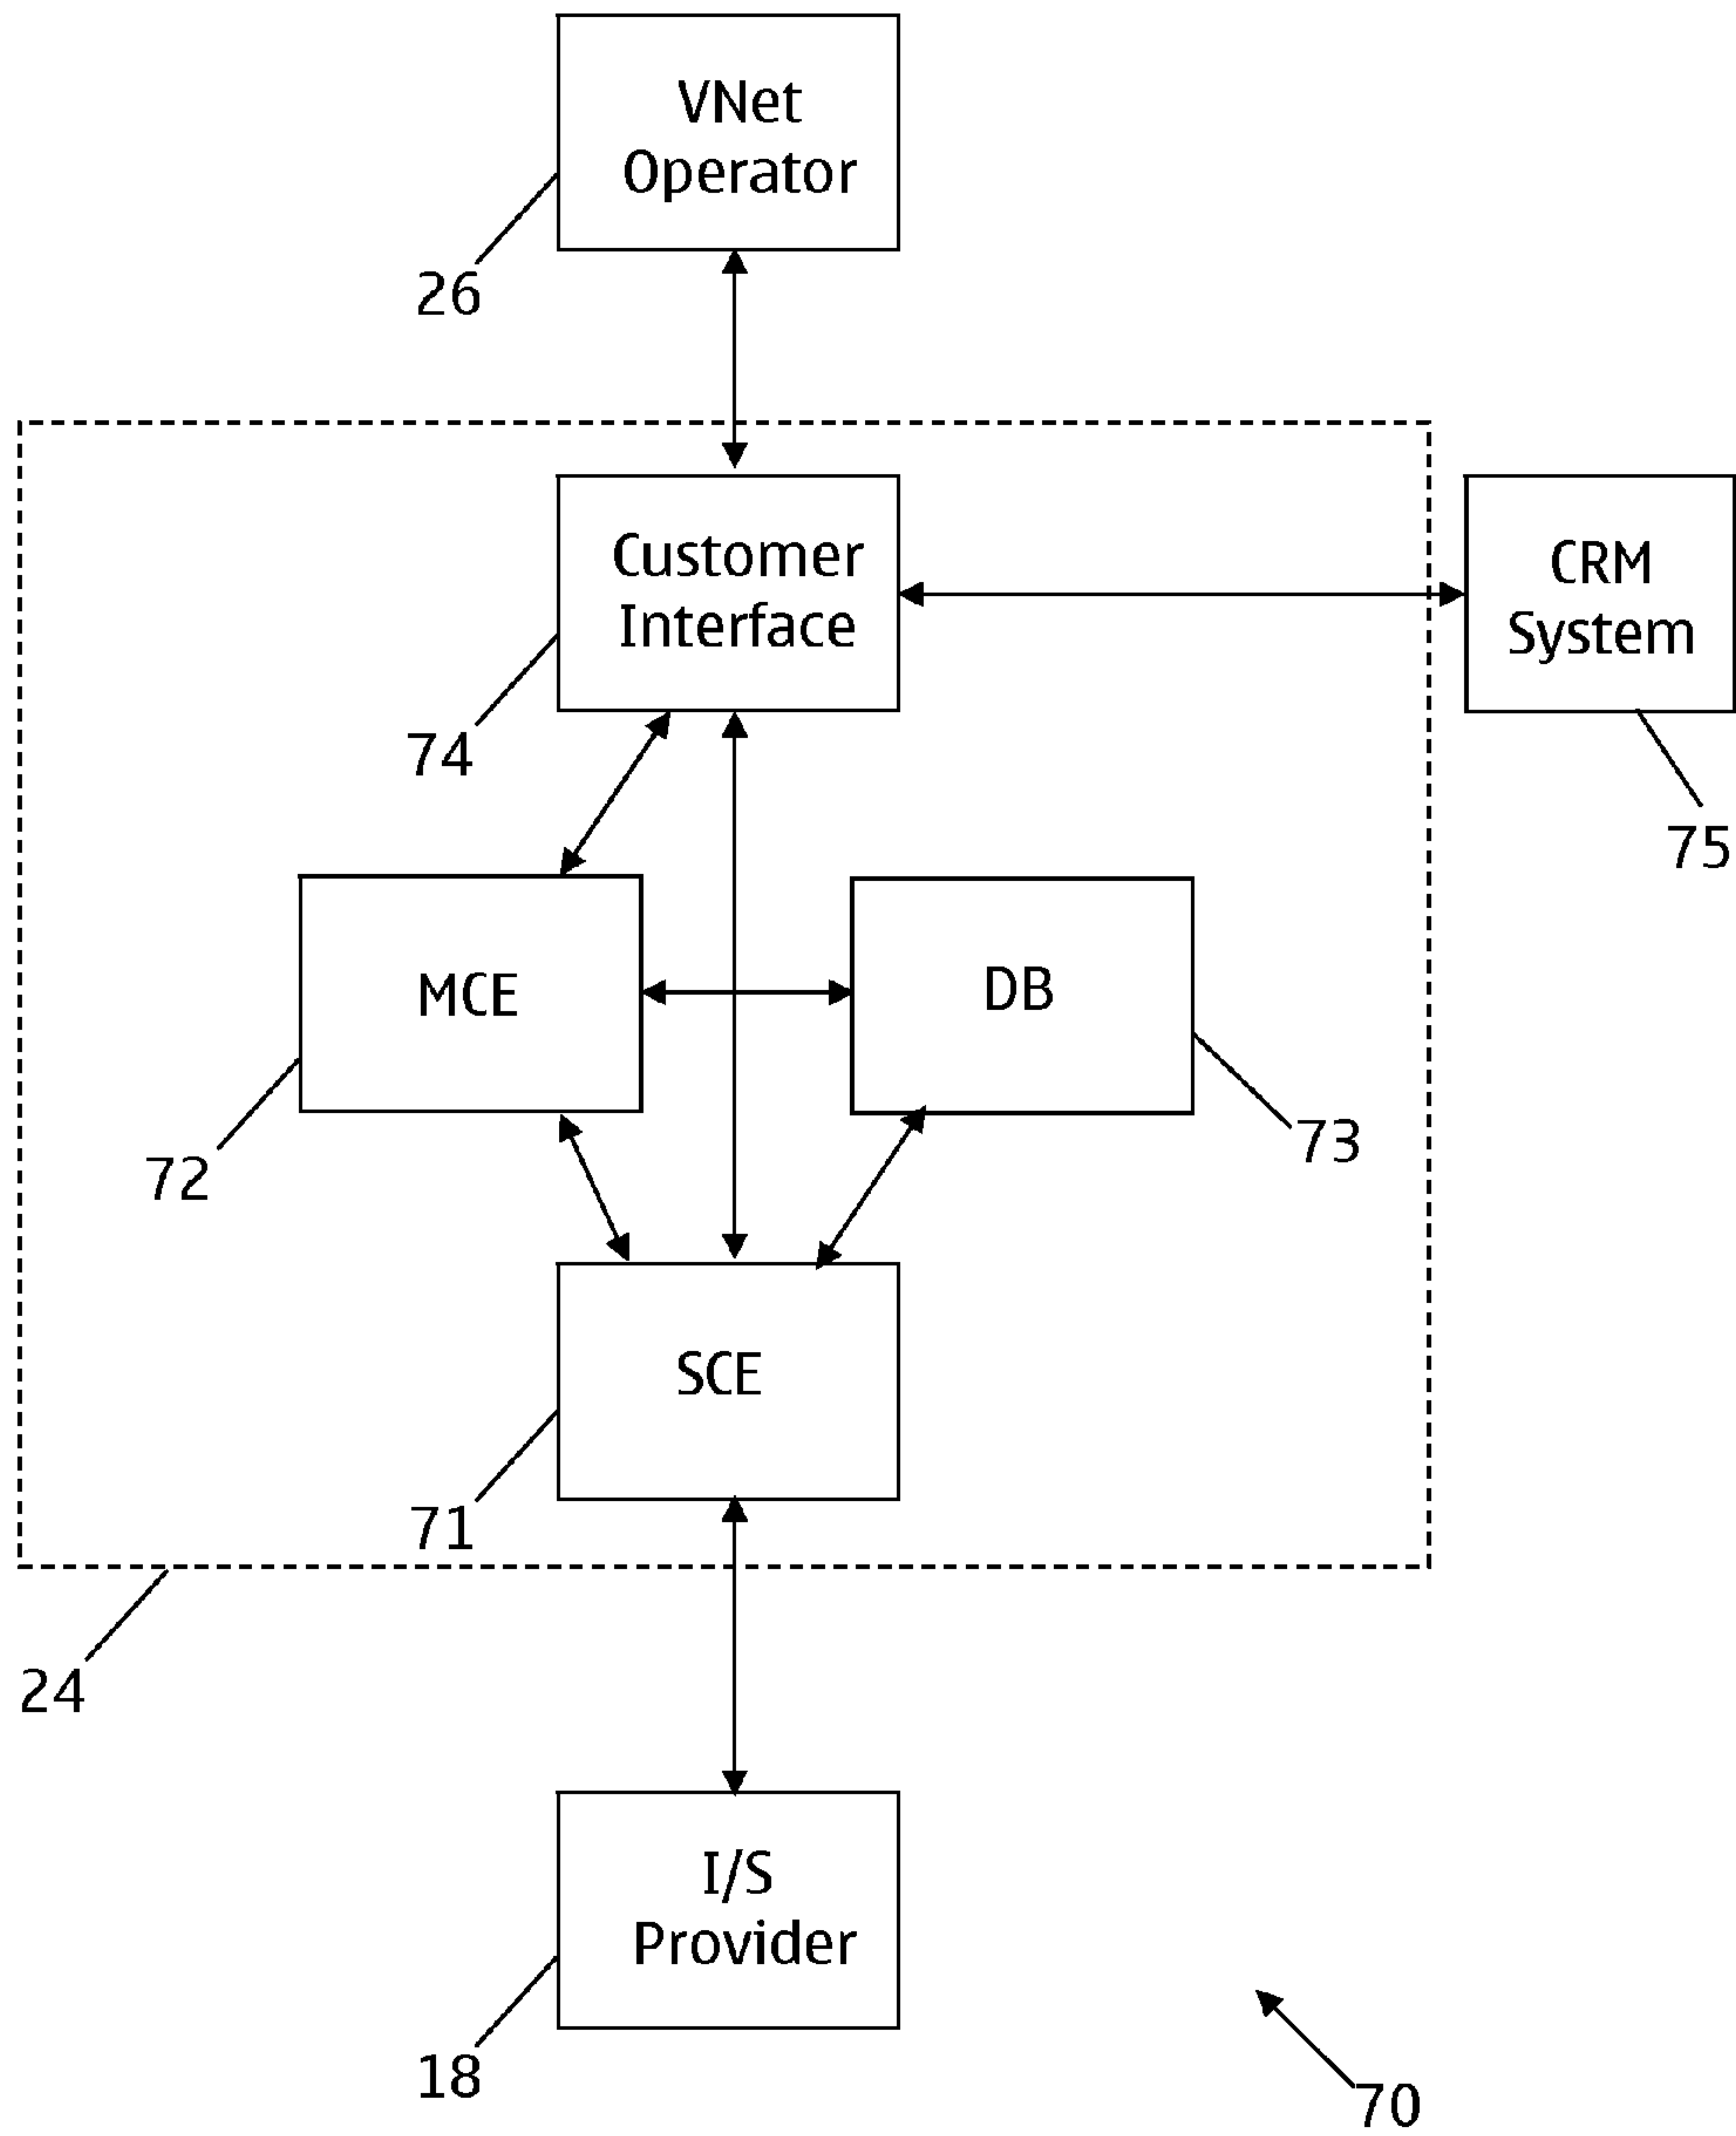 VNet
Operator
26
Customer
Interface
CRM
System
74
75
MCE
DB
72
73
SCE
71
24
I/S
Provider
18
70